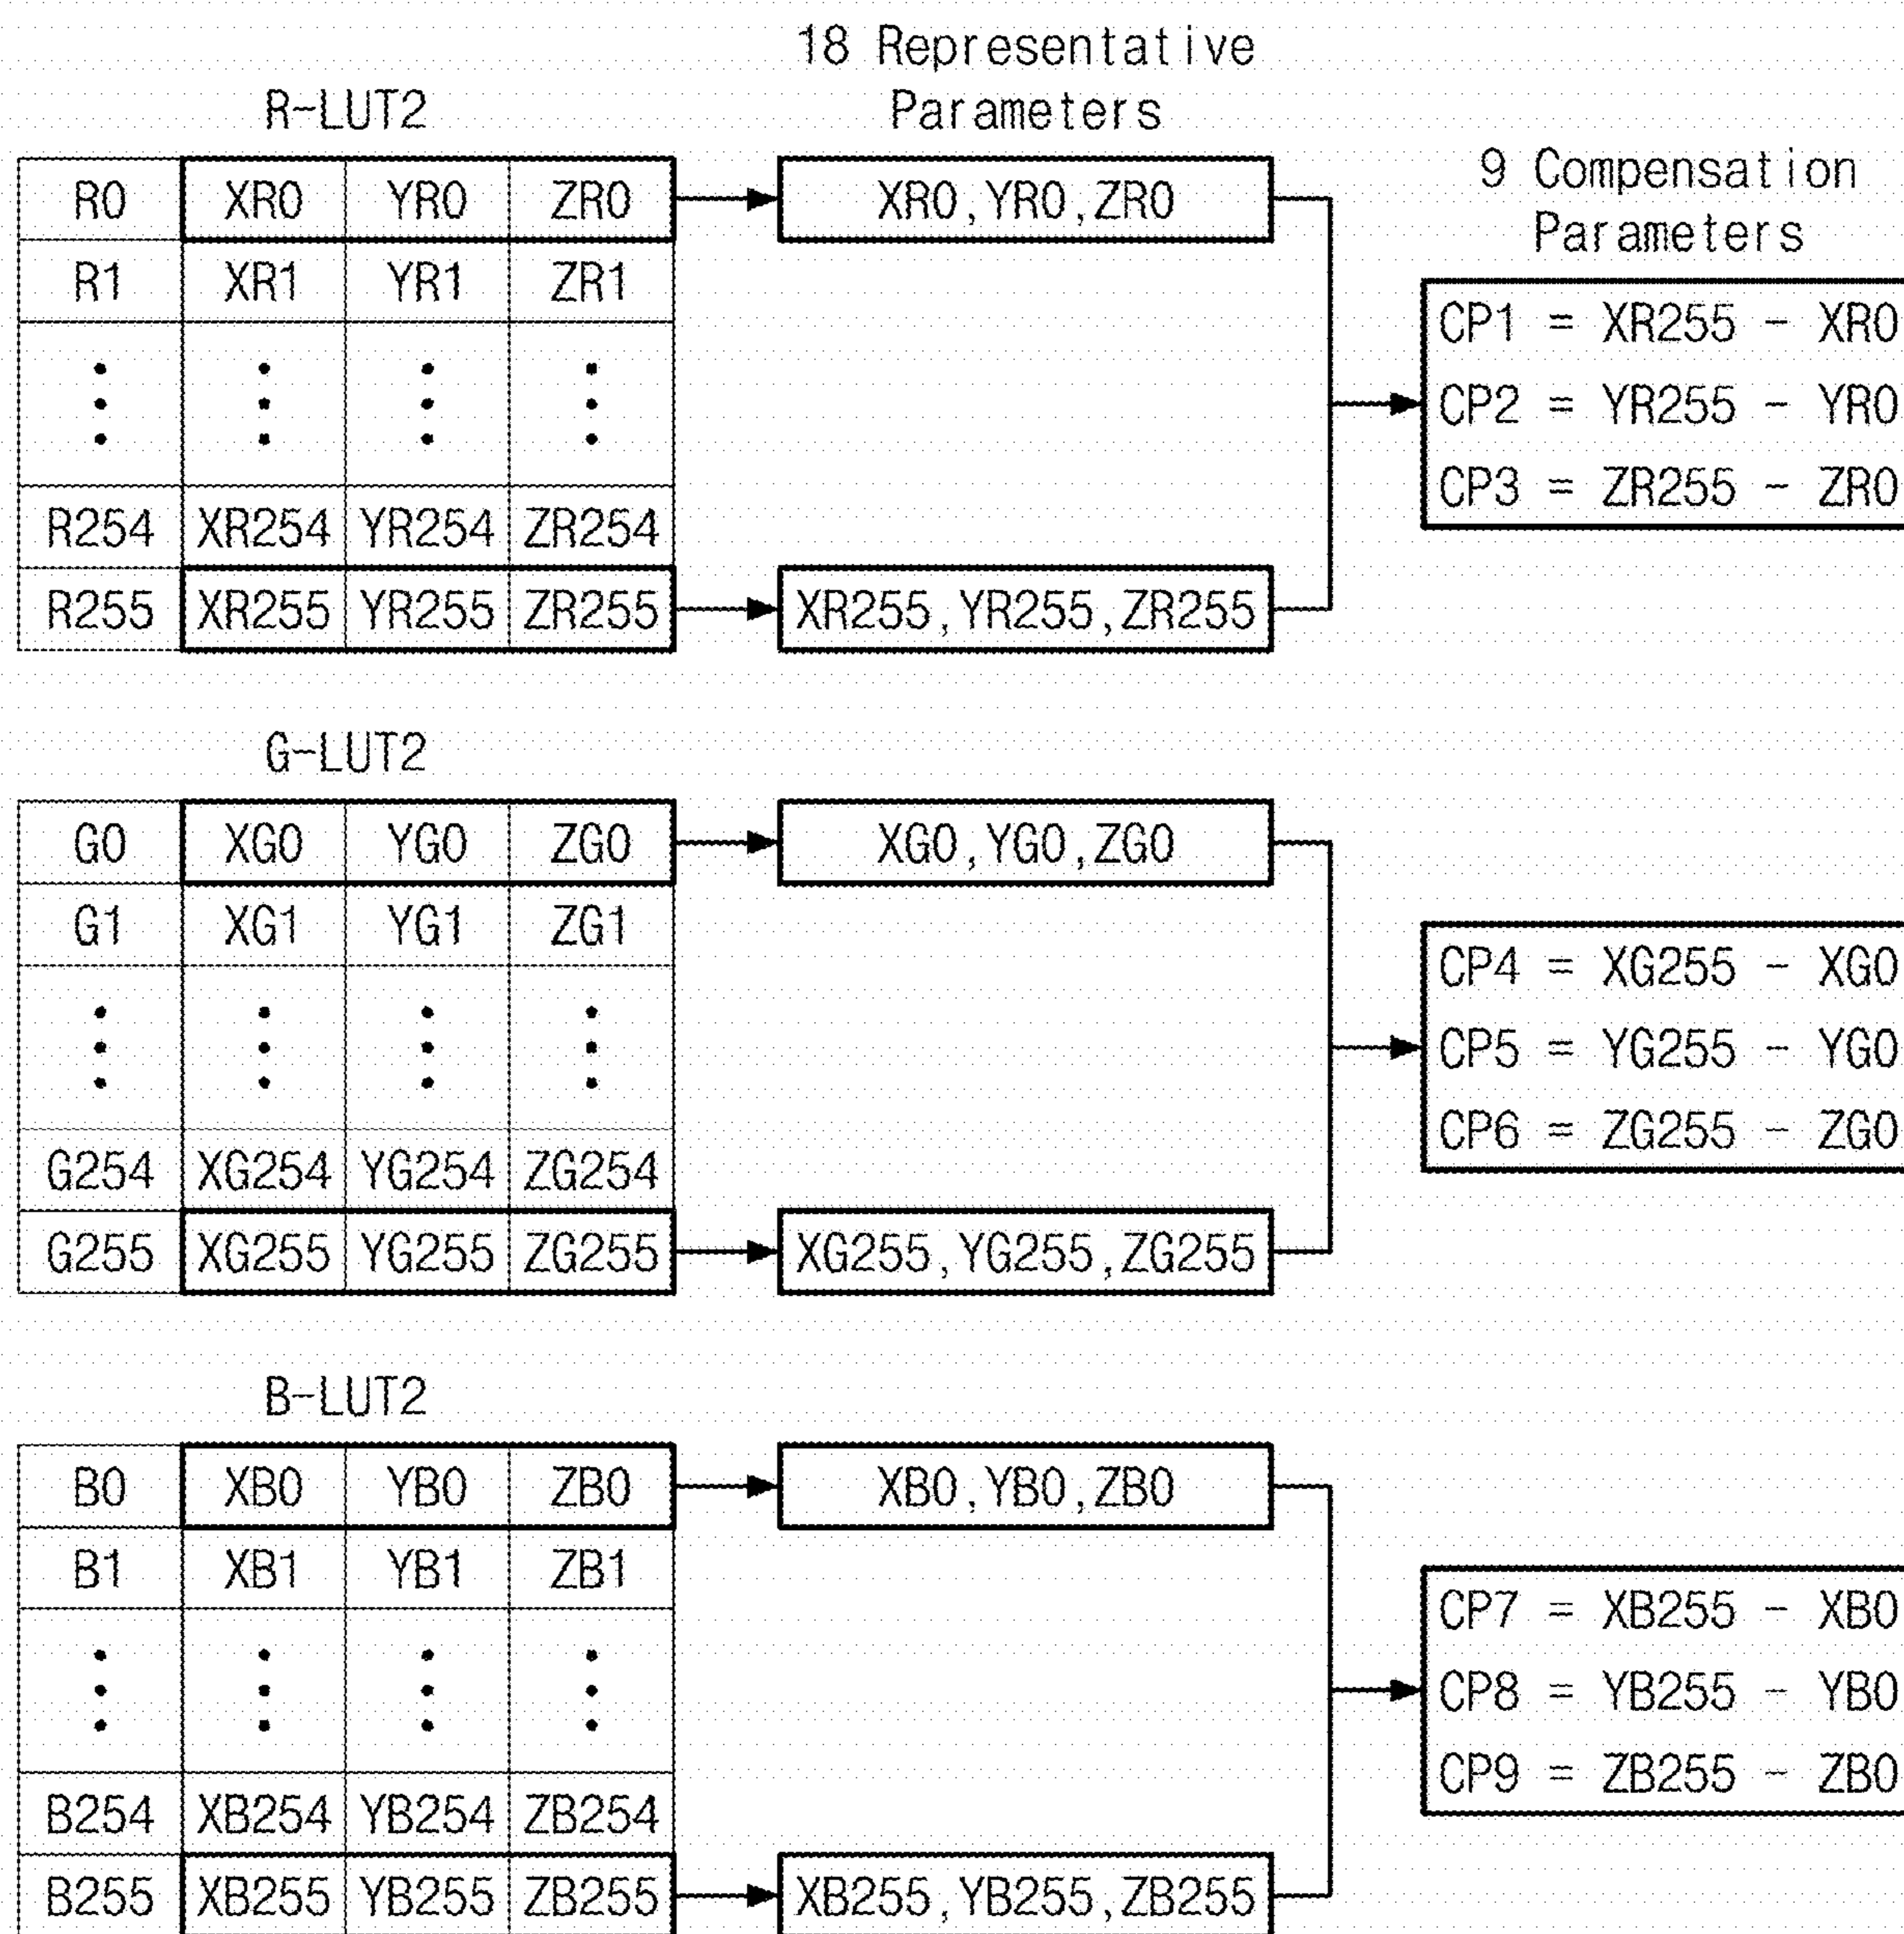 18 Representative
Parameters
R-LUT2
9 Compensation
Parameters
R0 XR0 YR0 ZR0
XR0,YR0,ZR0
R1 XR1 YR1 ZR1
CP1 = XR255 - XR0
CP2 = YR255 - YR0
CP3 = ZR255 - ZR0
R254 XR254 YR254 ZR254
R255 XR255 YR255 ZR255
XR255,YR255,ZR255
G-LUT2
G0 XG0 YG0 ZG0
XG0,YG0,ZG0
G1 XG1 YG1 ZG1
CP4 = XG255 - XG0
CP5 = YG255 - YG0
CP6 = ZG255 - ZG0
G254 XG254 YG254 ZG254
G255 XG255 YG255 ZG255
XG255,YG255,ZG255
B-LUT2
B0 XB0 YB0 ZB0
XB0,YB0,ZB0
B1 XB1 YB1 ZB1
CP7 = XB255 - XB0
CP8 = YB255 - YB0
CP9 = ZB255 - ZB0
B254 XB254 YB254 ZB254
B255 XB255 YB255 ZB255
XB255,YB255,ZB255